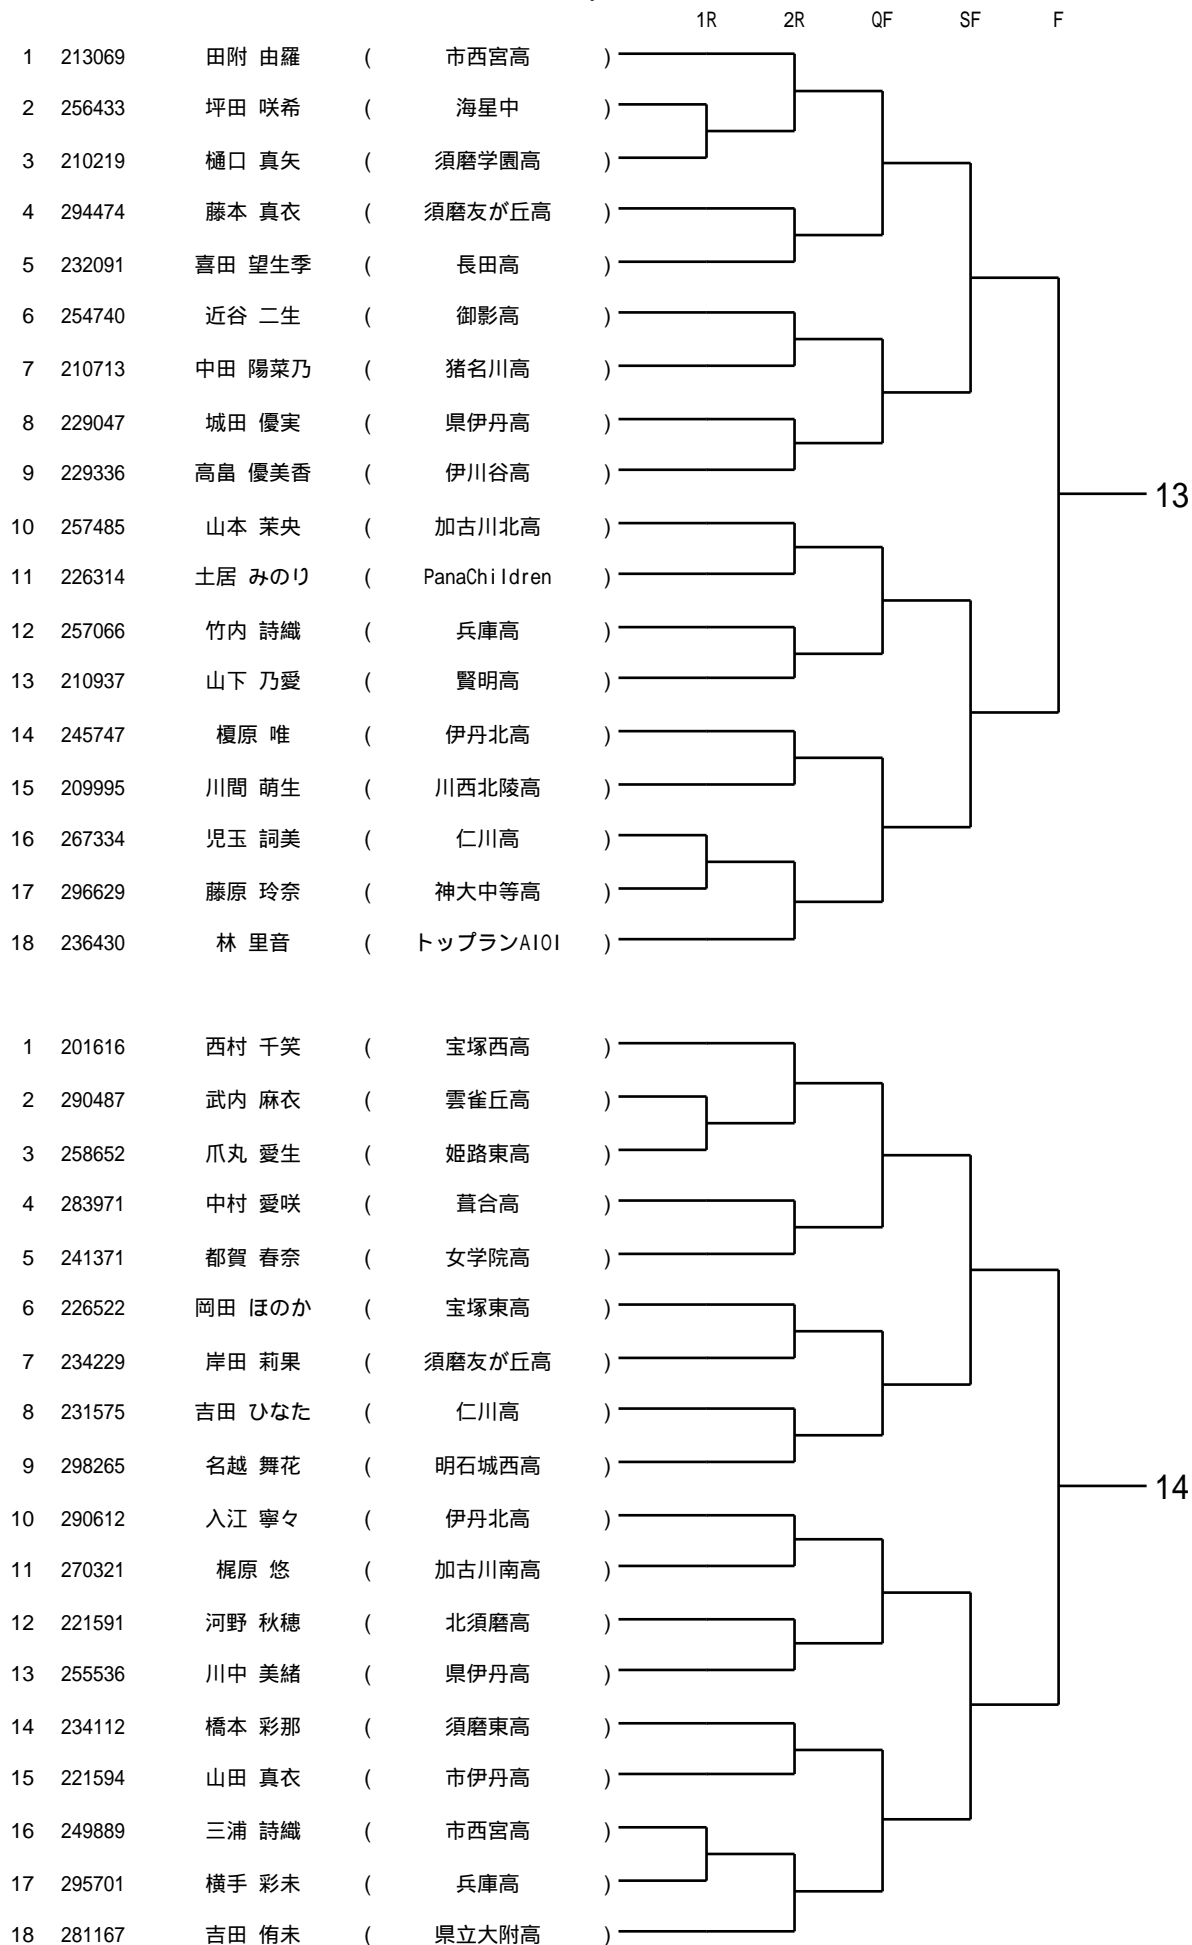 1R 2R QF SF F
1 213069 田附 由羅 ( 市西宮高 )
2 256433 坪田 咲希 ( 海星中 )
3 210219 樋口 真矢 ( 須磨学園高 )
4 294474 藤本 真衣 ( 須磨友が丘高 )
5 232091 喜田 望生季 ( 長田高 )
6 254740 近谷 二生 ( 御影高 )
7 210713 中田 陽菜乃 ( 猪名川高 )
8 229047 城田 優実 ( 県伊丹高 )
9 229336 高畠 優美香 ( 伊川谷高 )
13
10 257485 山本 茉央 ( 加古川北高 )
11 226314 土居 みのり ( PanaChildren )
12 257066 竹内 詩織 ( 兵庫高 )
13 210937 山下 乃愛 ( 賢明高 )
14 245747 榎原 唯 ( 伊丹北高 )
15 209995 川間 萌生 ( 川西北陵高 )
16 267334 児玉 詞美 ( 仁川高 )
17 296629 藤原 玲奈 ( 神大中等高 )
18 236430 林 里音 ( トップランAIOI )
1 201616 西村 千笑 ( 宝塚西高 )
2 290487 武内 麻衣 ( 雲雀丘高 )
3 258652 爪丸 愛生 ( 姫路東高 )
4 283971 中村 愛咲 ( 葺合高 )
5 241371 都賀 春奈 ( 女学院高 )
6 226522 岡田 ほのか ( 宝塚東高 )
7 234229 岸田 莉果 ( 須磨友が丘高 )
8 231575 吉田 ひなた ( 仁川高 )
9 298265 名越 舞花 ( 明石城西高 )
14
10 290612 入江 寧々 ( 伊丹北高 )
11 270321 梶原 悠 ( 加古川南高 )
12 221591 河野 秋穂 ( 北須磨高 )
13 255536 川中 美緒 ( 県伊丹高 )
14 234112 橋本 彩那 ( 須磨東高 )
15 221594 山田 真衣 ( 市伊丹高 )
16 249889 三浦 詩織 ( 市西宮高 )
17 295701 横手 彩未 ( 兵庫高 )
18 281167 吉田 侑未 ( 県立大附高 )